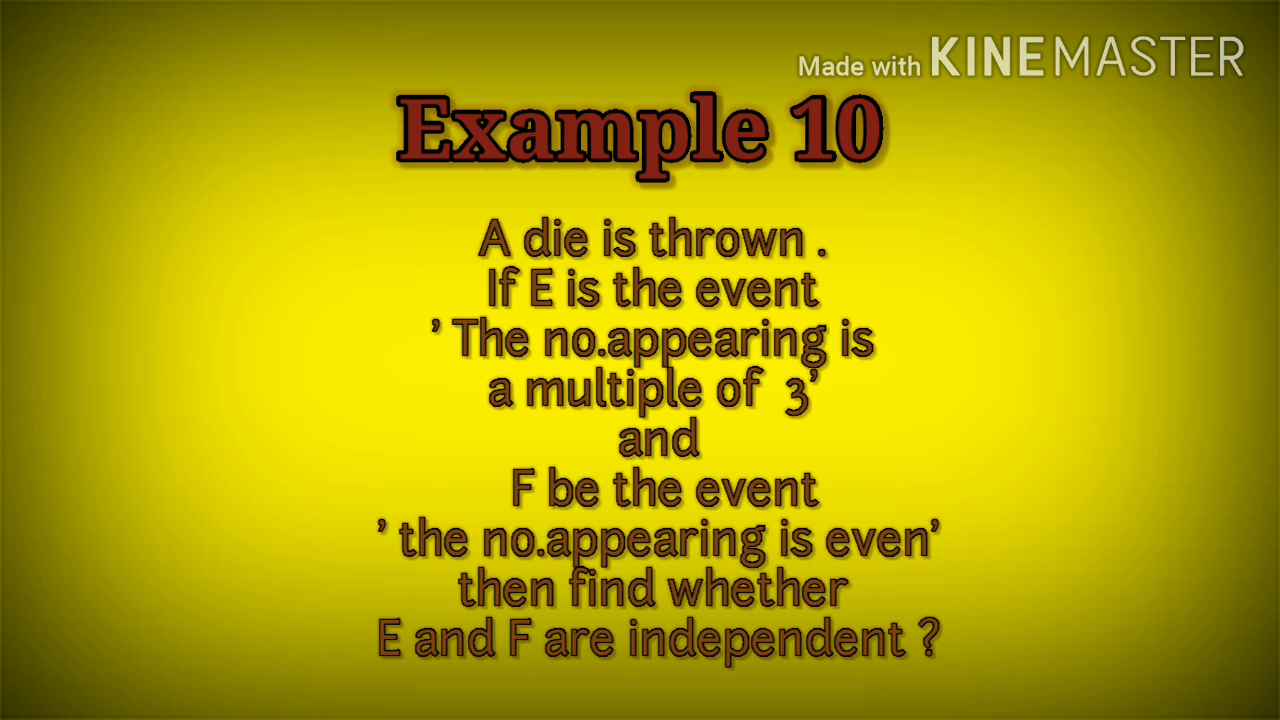 Made with KINEMASTER
Example 10
A die is thrown .
If E is the event
’ The no.appearing is
a multiple of 3’
and
F be the event
’ the no.appearing is even’
then find whether
E and F are independent ?